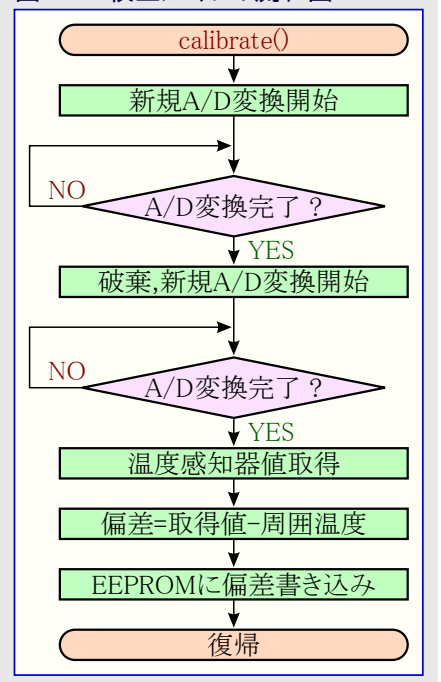 calibrate()
新規A/D変換開始
NO
A/D変換完了？
YES
破棄,新規A/D変換開始
NO
A/D変換完了？
YES
温度感知器値取得
偏差=取得値-周囲温度
EEPROMに偏差書き込み
復帰